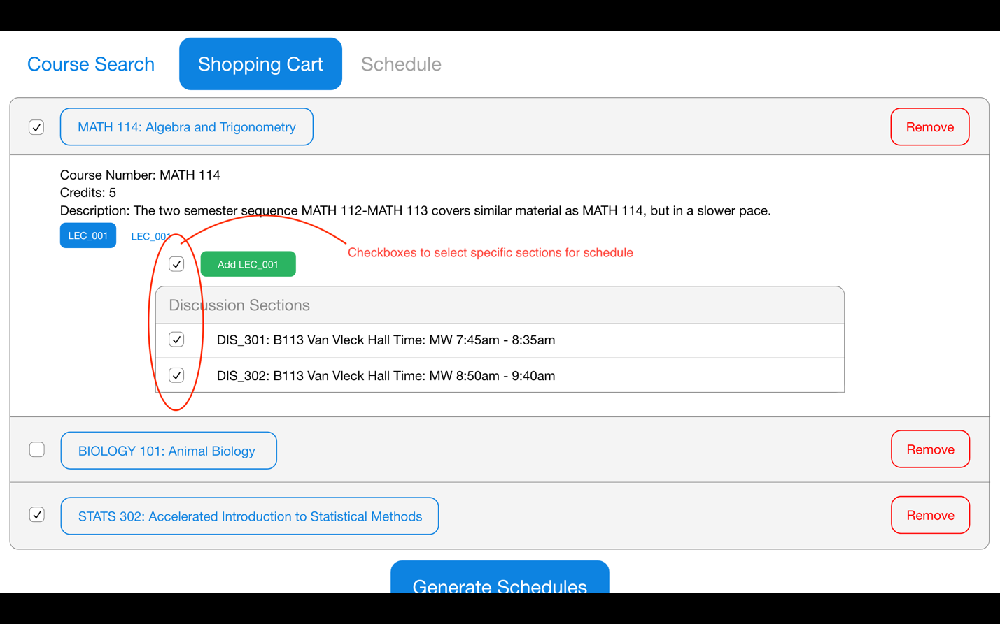 Course Search Shopping Cart Schedule
MATH 114: Algebra and Trigonometry Remove
Course Number: MATH 114
Credits: 5
Description: The two semester sequence MATH 112-MATH 113 covers similar material as MATH 114, but in a slower pace.
LEC_001 LEC_001
Checkboxes to select specific sections for schedule
Add LEC_001
Discussion Sections
DIS_301: B113 Van Vleck Hall Time: MW 7:45am - 8:35am
DIS_302: B113 Van Vleck Hall Time: MW 8:50am - 9:40am
BIOLOGY 101: Animal Biology Remove
STATS 302: Accelerated Introduction to Statistical Methods Remove
Generate Schedules